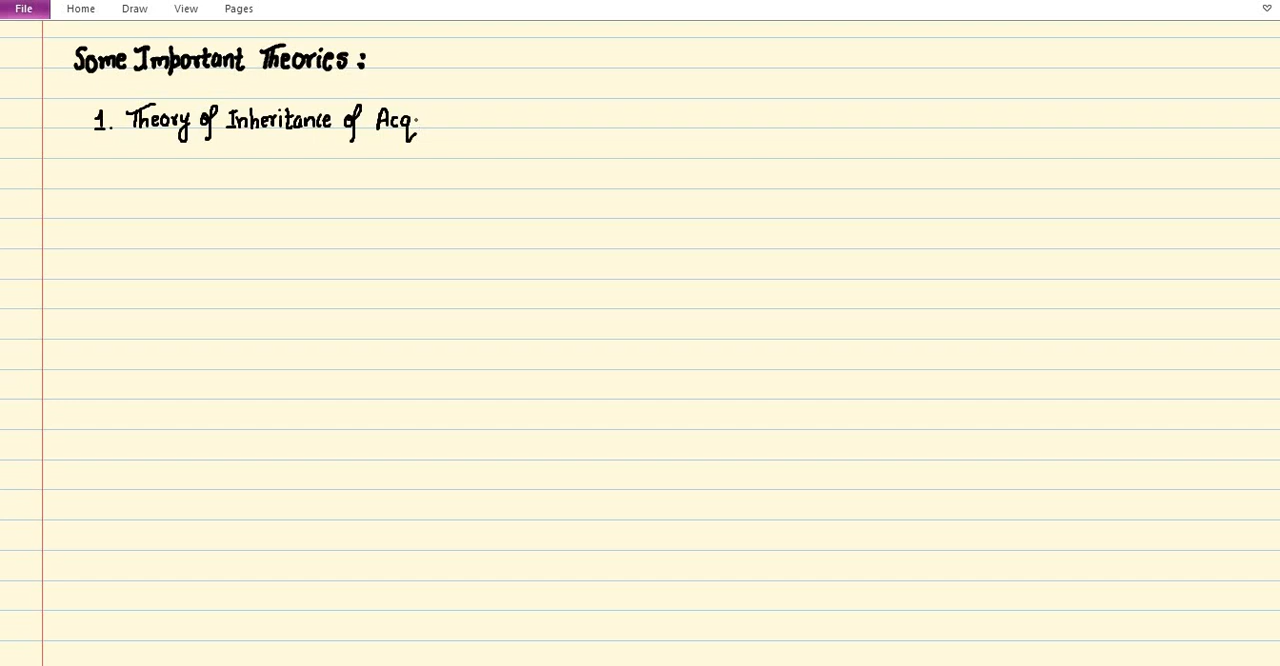 File Home Draw View Pages
Some Important Theories :
1. Theory of Inheritance of Acq